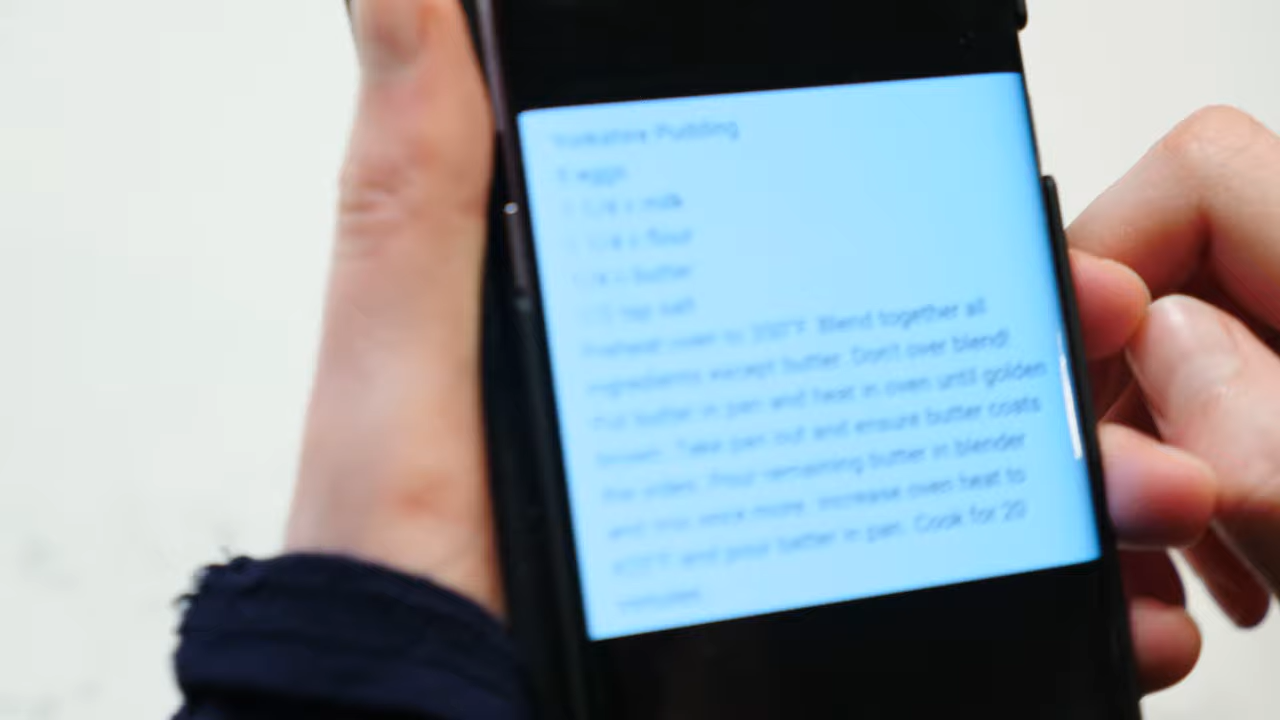 Yorkshire Pudding
eggs
milk
flour
butter
tsp salt
Preheat oven to Blend together all
ingredients except butter. Don't over blend!
Put butter in pan and heat in oven until golden
brown. Take pan out and ensure butter coats
the sides. Pour remaining butter in blender
and mix once more. Increase oven heat to
and pour batter in pan. Cook for 20
minutes.